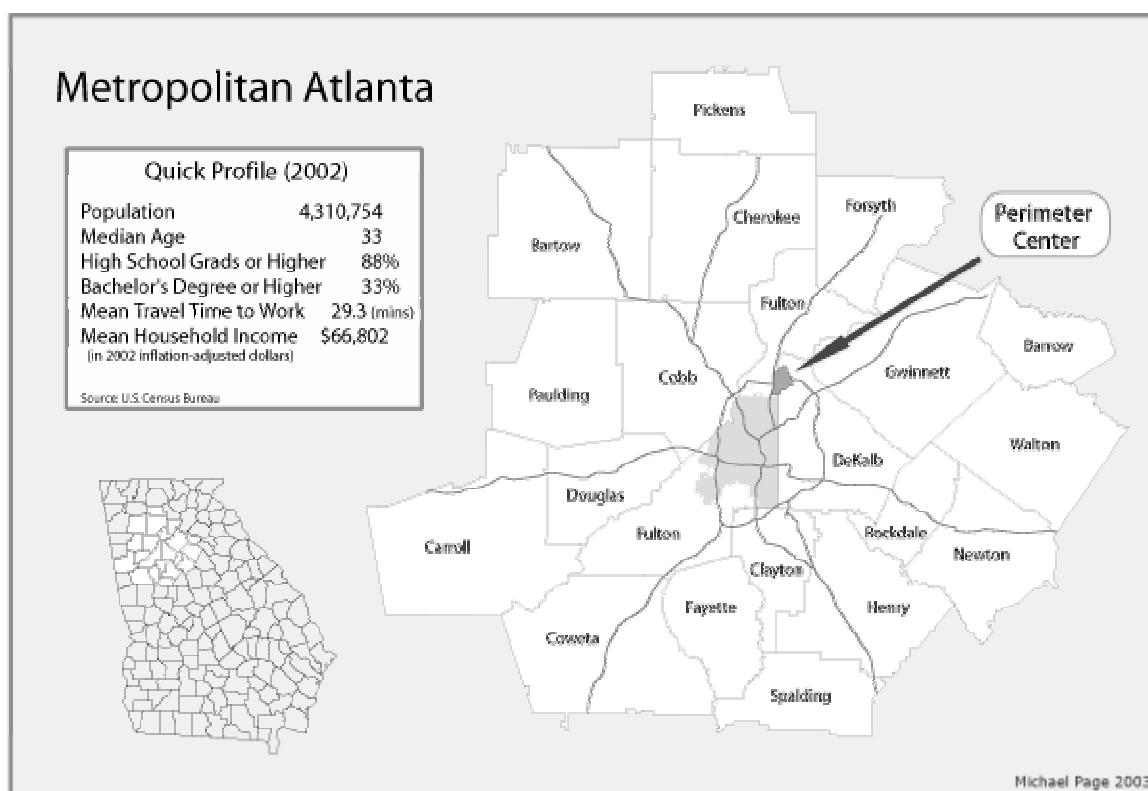 Metropolitan Atlanta
Quick Profile (2002)
Population 4,310,754
Median Age 33
High School Grads or Higher 88%
Bachelor's Degree or Higher 33%
Mean Travel Time to Work 29.3 (mins)
Mean Household Income $66,802
(in 2002 inflation-adjusted dollars)
Source: U.S. Census Bureau
Pickens
Cherokee
Forsyth
Bartow
Perimeter
Center
Fulton
Barrow
Gwinnett
Cobb
Paulding
Walton
DeKalb
Douglas
Fulton
Rockdale
Carroll
Newton
Clayton
Fayette
Henry
Coweta
Spalding
Michael Page 2003